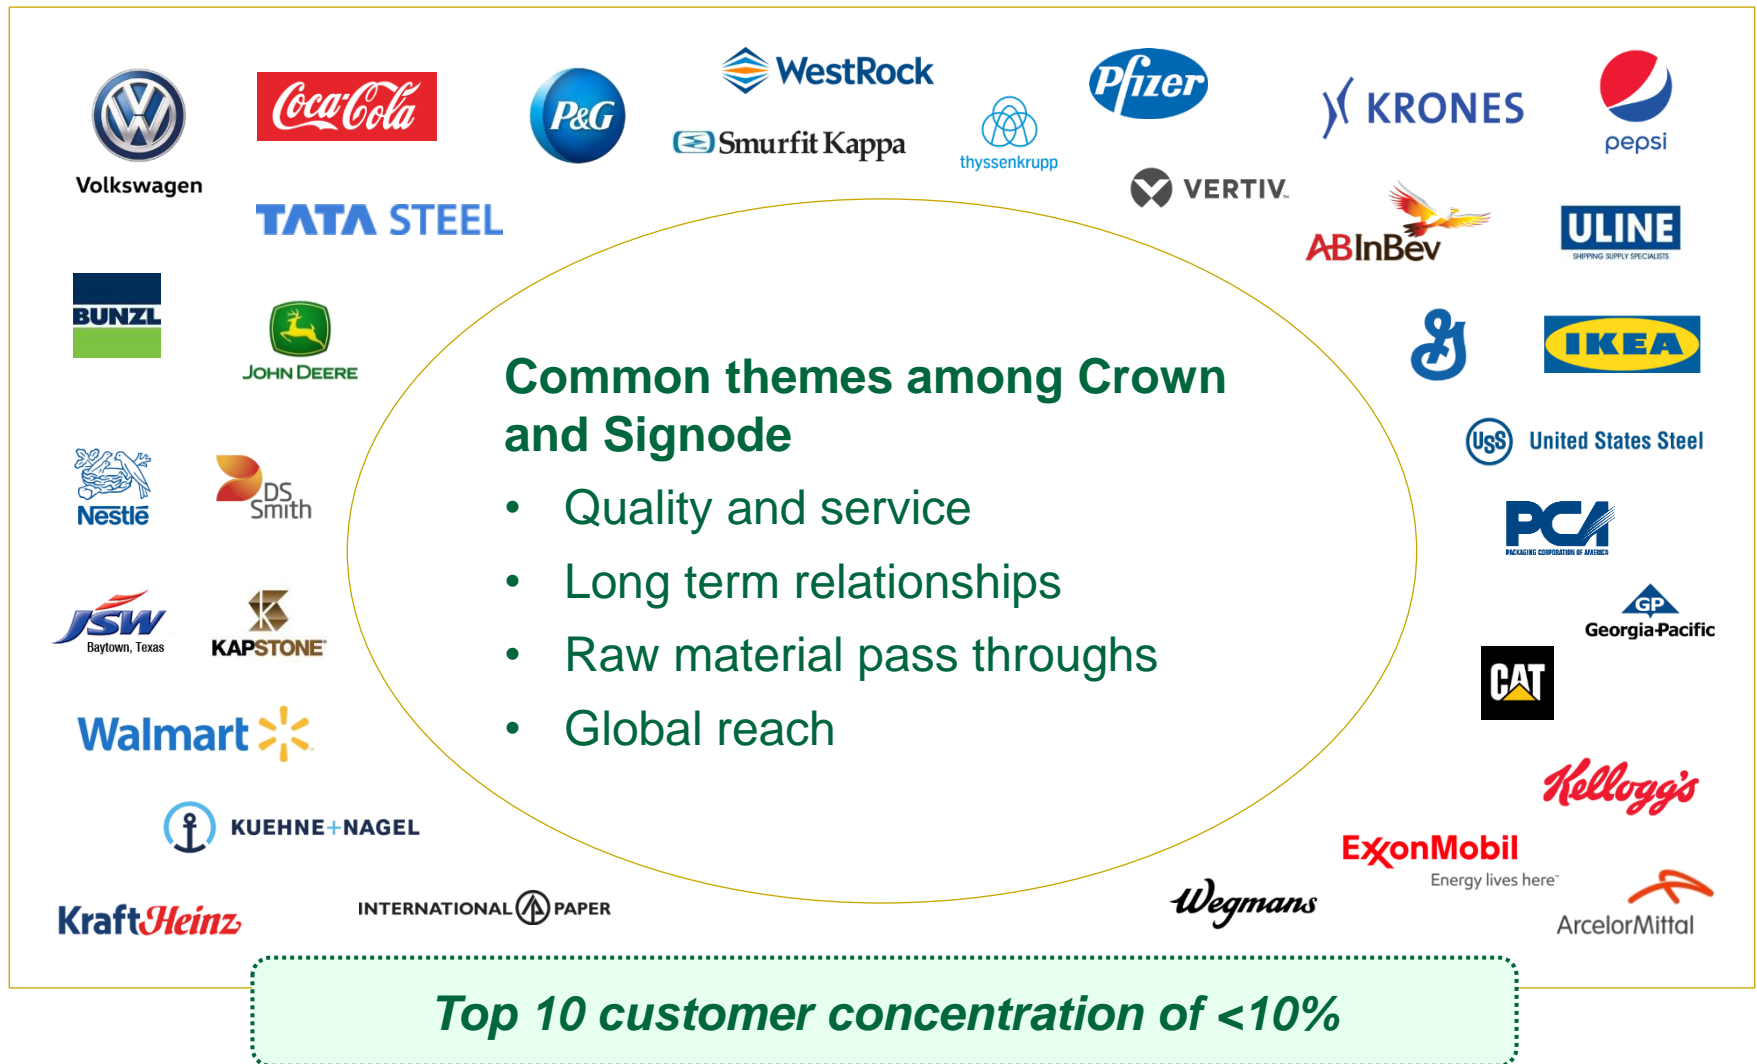 WestRock
Pfizer
Coca-Cola
P&G
KRONES
pepsi
Smurfit Kappa
thyssenkrupp
Volkswagen
VERTIV™
TATA STEEL
ABInBev
ULINE
SHIPPING SUPPLY SPECIALISTS
BUNZL
JOHN DEERE
G
IKEA
Common themes among Crown
and Signode
USS United States Steel
Nestlé
DS
Smith
• Quality and service
PCA
PACKAGING CORPORATION OF AMERICA
• Long term relationships
JSW
Baytown, Texas
KAPSTONE
GP
Georgia-Pacific
• Raw material pass throughs
CAT
Walmart
• Global reach
Kellogg's
KUEHNE+NAGEL
ExxonMobil
Energy lives here™
KraftHeinz
INTERNATIONAL PAPER
Wegmans
ArcelorMittal
Top 10 customer concentration of <10%